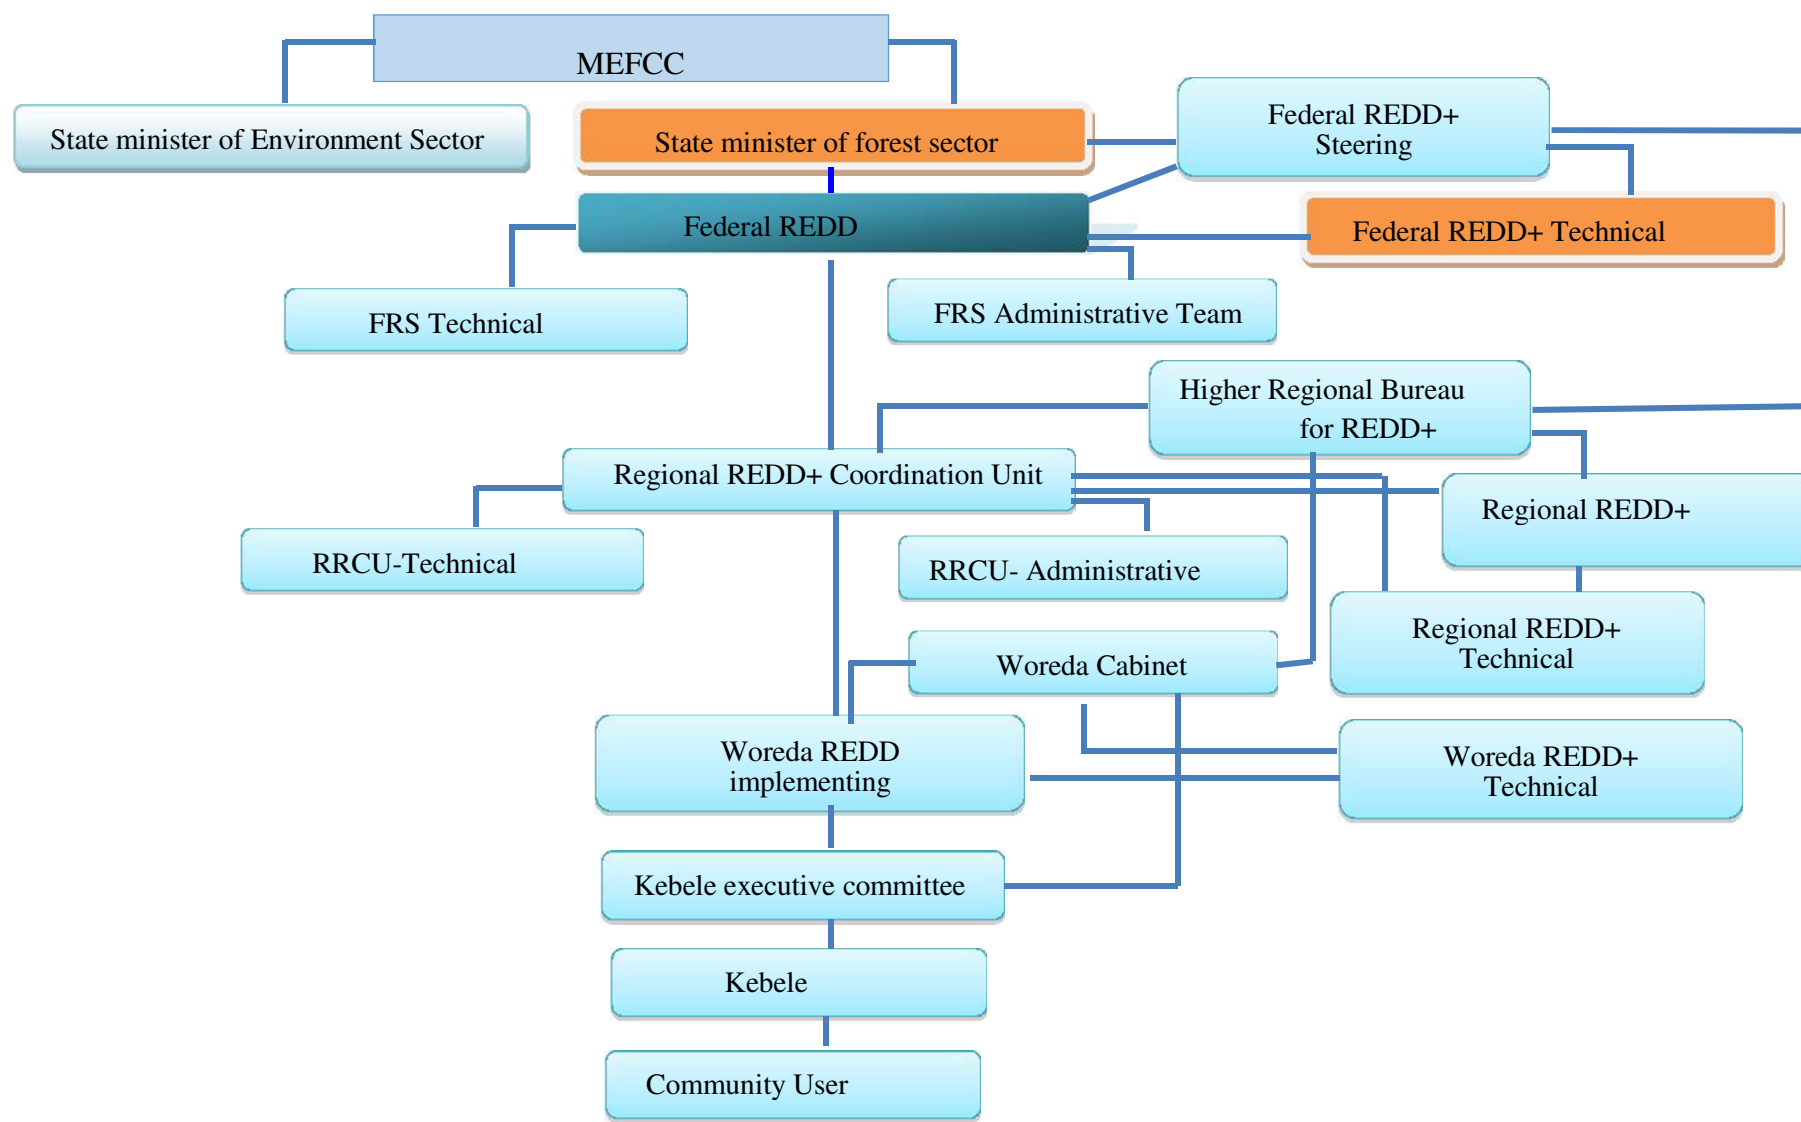 MEFCC
State minister of Environment Sector
State minister of forest sector
Federal REDD+
Steering
Federal REDD
Federal REDD+ Technical
FRS Technical
FRS Administrative Team
Higher Regional Bureau
for REDD+
Regional REDD+ Coordination Unit
Regional REDD+
RRCU-Technical
RRCU- Administrative
Regional REDD+
Technical
Woreda Cabinet
Woreda REDD
implementing
Woreda REDD+
Technical
Kebele executive committee
Kebele
Community User